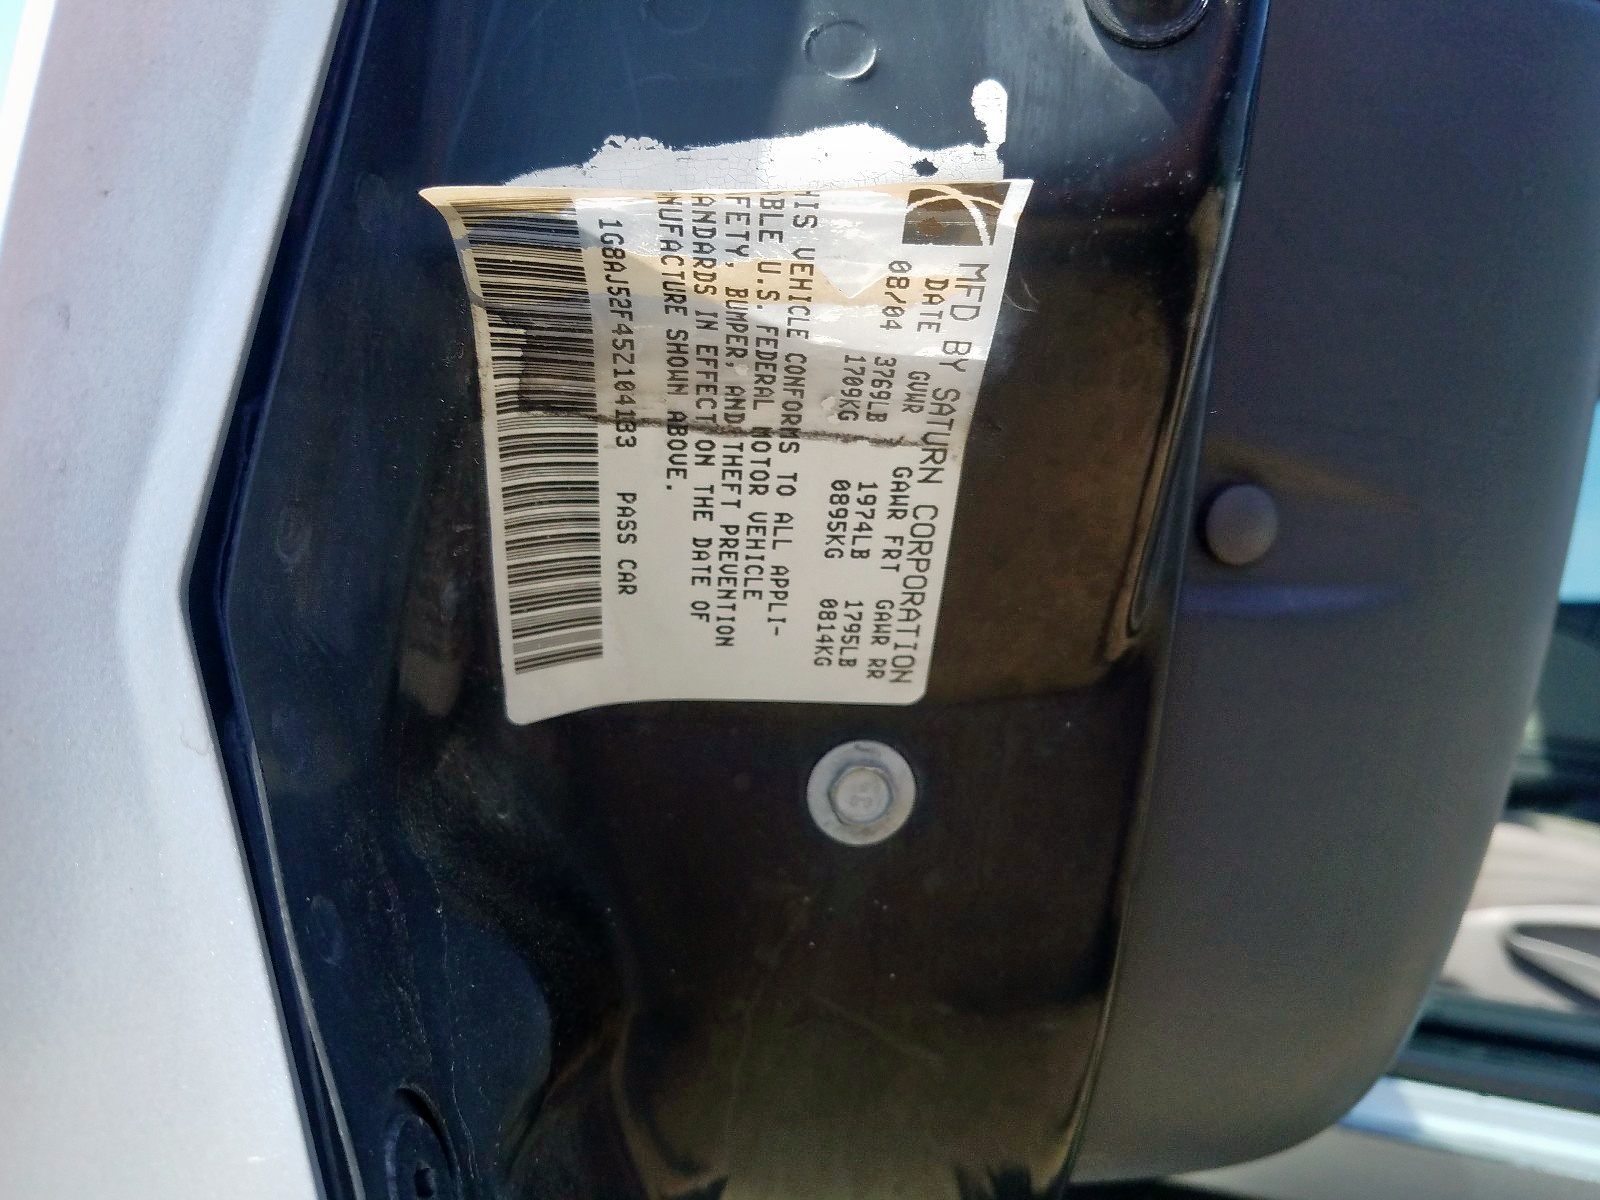 MFD BY SATURN CORPORATION
DATE GVWR GAWR FRT GAWR RR
08/04 3769LB 1974LB 1795LB
1709KG 0895KG 0814KG
HIS VEHICLE CONFORMS TO ALL APPLI-
ABLE U.S. FEDERAL MOTOR VEHICLE
FETY, BUMPER, AND THEFT PREVENTION
ANDARDS IN EFFECT ON THE DATE OF
NUFACTURE SHOWN ABOVE.
1G8AJ52F45Z104183 PASS CAR